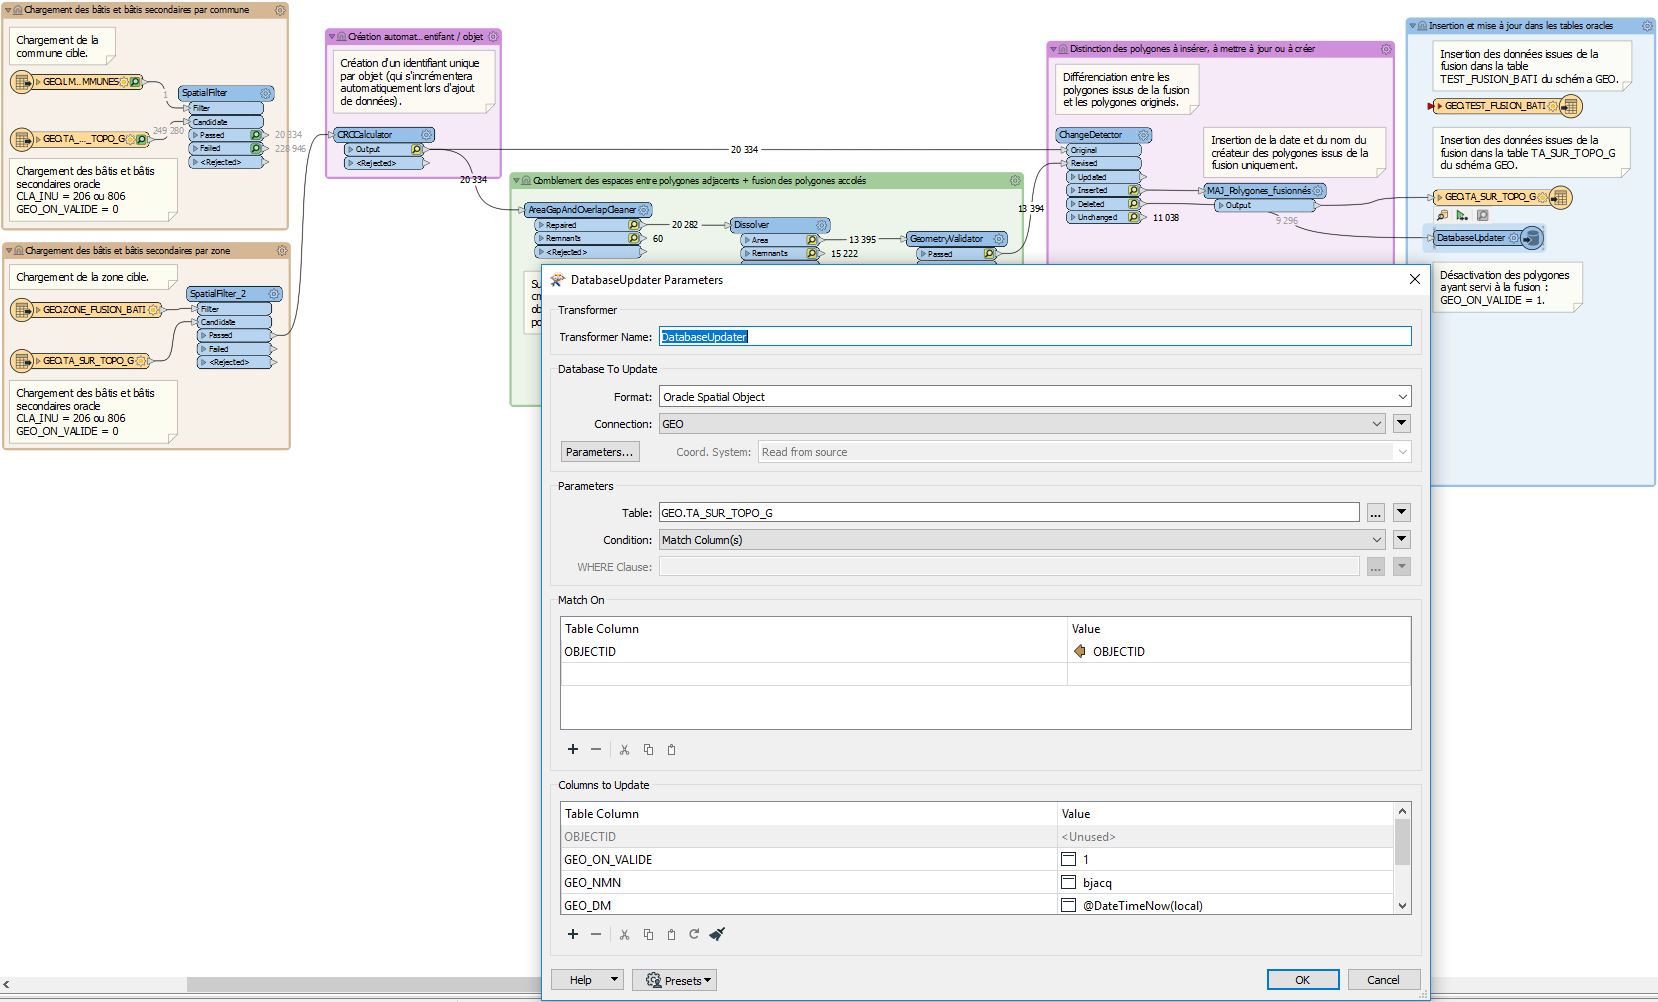 Chargement des bâtis et bâtis secondaires par commune
Chargement de la
commune cible.
GEO.LM...MMUNES
1
GEO.TA_..._TOPO_G
249 280
SpatialFilter
Filter
Candidate
Passed
20 334
Failed
228 946
<Rejected>
Chargement des bâtis et bâtis
secondaires oracle
CLA_INU = 206 ou 806
GEO_ON_VALIDE = 0
Chargement des bâtis et bâtis secondaires par zone
Chargement de la zone cible.
GEO.ZONE_FUSION_BATI
GEO.TA_SUR_TOPO_G
SpatialFilter_2
Filter
Candidate
Passed
Failed
<Rejected>
Chargement des bâtis et bâtis
secondaires oracle
CLA_INU = 206 ou 806
GEO_ON_VALIDE = 0
Création automat...entifant / objet
Création d'un identifiant unique
par objet (qui s'incrémentera
automatiquement lors d'ajout
de données).
CRCCalculator
Output
<Rejected>
20 334
20 334
Comblement des espaces entre polygones adjacents + fusion des polygones accolés
AreaGapAndOverlapCleaner
Repaired
20 282
Remnants
60
<Rejected>
Dissolver
Area
13 395
Remnants
15 222
GeometryValidator
Passed
13 394
Distinction des polygones à insérer, à mettre à jour ou à créer
Différenciation entre les
polygones issus de la fusion
et les polygones originels.
ChangeDetector
Original
Revised
Updated
Inserted
Deleted
Unchanged
11 038
Insertion de la date et du nom du
créateur des polygones issus de la
fusion uniquement.
MAJ_Polygones_fusionnés
Output
9 296
Insertion et mise à jour dans les tables oracles
Insertion des données issues de la
fusion dans la table
TEST_FUSION_BATI du schéma GEO.
GEO.TEST_FUSION_BATI
Insertion des données issues de la
fusion dans la table TA_SUR_TOPO_G
du schéma GEO.
GEO.TA_SUR_TOPO_G
DatabaseUpdater
Désactivation des polygones
ayant servi à la fusion :
GEO_ON_VALIDE = 1.
DatabaseUpdater Parameters
Transformer
Transformer Name: DatabaseUpdater
Database To Update
Format: Oracle Spatial Object
Connection: GEO
Parameters... Coord. System: Read from source
Parameters
Table: GEO.TA_SUR_TOPO_G ...
Condition: Match Column(s)
WHERE Clause: ...
Match On
Table Column Value
OBJECTID OBJECTID
Columns to Update
Table Column Value
OBJECTID <Unused>
GEO_ON_VALIDE 1
GEO_NMN bjacq
GEO_DM @DateTimeNow(local)
Help Presets OK Cancel